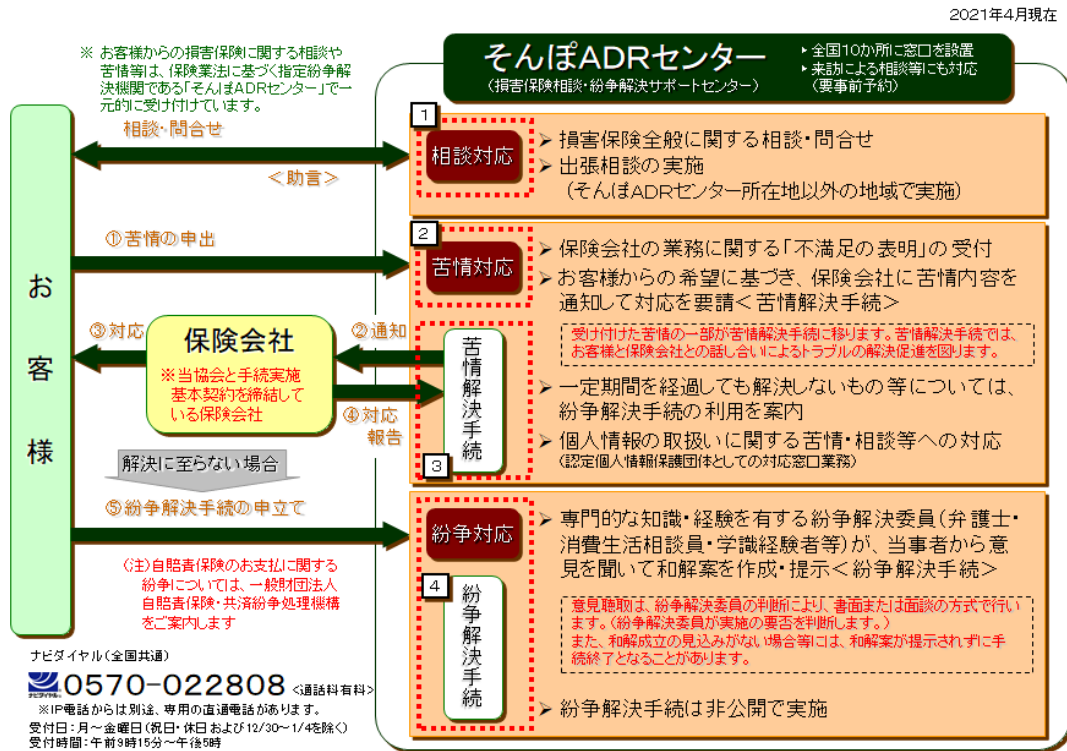 2021年4月現在
※ お客様からの損害保険に関する相談や
苦情等は、保険業法に基づく指定紛争解
決機関である「そんぽADRセンター」で一
元的に受け付けています。
そんぽADRセンター
(損害保険相談・紛争解決サポートセンター)
‣ 全国10か所に窓口を設置
‣ 来訪による相談等にも対応
(要事前予約)
お客様
相談・問合せ
<助言>
1
相談対応
➢ 損害保険全般に関する相談・問合せ
➢ 出張相談の実施
(そんぽADRセンター所在地以外の地域で実施)
①苦情の申出
2
苦情対応
➢ 保険会社の業務に関する「不満足の表明」の受付
➢ お客様からの希望に基づき、保険会社に苦情内容を
通知して対応を要請<苦情解決手続>
受け付けた苦情の一部が苦情解決手続に移ります。苦情解決手続では、
お客様と保険会社との話し合いによるトラブルの解決促進を図ります。
③対応
保険会社
※当協会と手続実施
基本契約を締結して
いる保険会社
②通知
④対応
報告
苦情解決手続
3
➢ 一定期間を経過しても解決しないもの等については、
紛争解決手続の利用を案内
➢ 個人情報の取扱いに関する苦情・相談等への対応
(認定個人情報保護団体としての対応窓口業務)
解決に至らない場合
⑤紛争解決手続の申立て
紛争対応
➢ 専門的な知識・経験を有する紛争解決委員(弁護士・
消費生活相談員・学識経験者等)が、当事者から意
見を聞いて和解案を作成・提示<紛争解決手続>
(注)自賠責保険のお支払に関する
紛争については、一般財団法人
自賠責保険・共済紛争処理機構
をご案内します
4
紛争解決手続
意見聴取は、紛争解決委員の判断により、書面または面談の方式で行い
ます。(紛争解決委員が実施の要否を判断します。)
また、和解成立の見込みがない場合等には、和解案が提示されずに手
続終了となることがあります。
➢ 紛争解決手続は非公開で実施
ナビダイヤル(全国共通)
ナビダイヤル 0570-022808 <通話料有料>
※IP電話からは別途、専用の直通電話があります。
受付日:月~金曜日(祝日・休日および12/30~1/4を除く)
受付時間:午前9時15分~午後5時